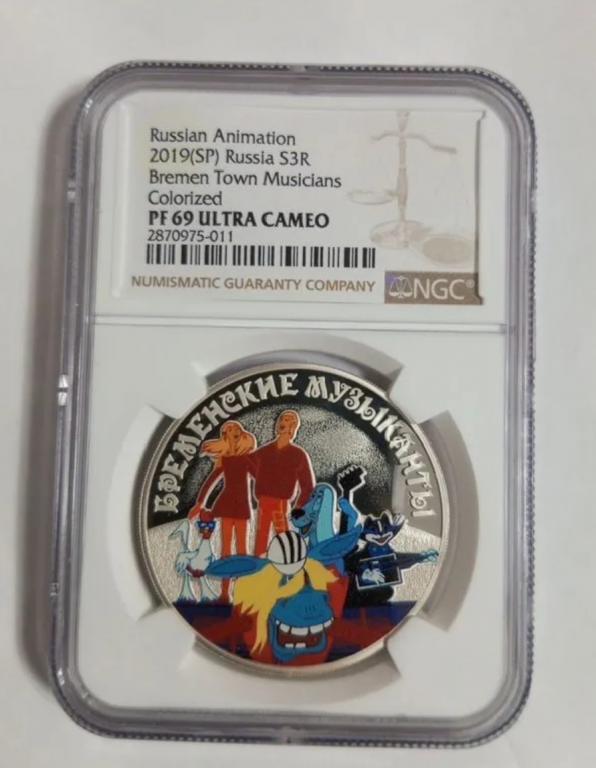 Russian Animation
2019(SP) Russia S3R
Bremen Town Musicians
Colorized
PF 69 ULTRA CAMEO
2870975-011
NUMISMATIC GUARANTY COMPANY NGC®
БРЕМЕНСКИЕ МУЗЫКАНТЫ